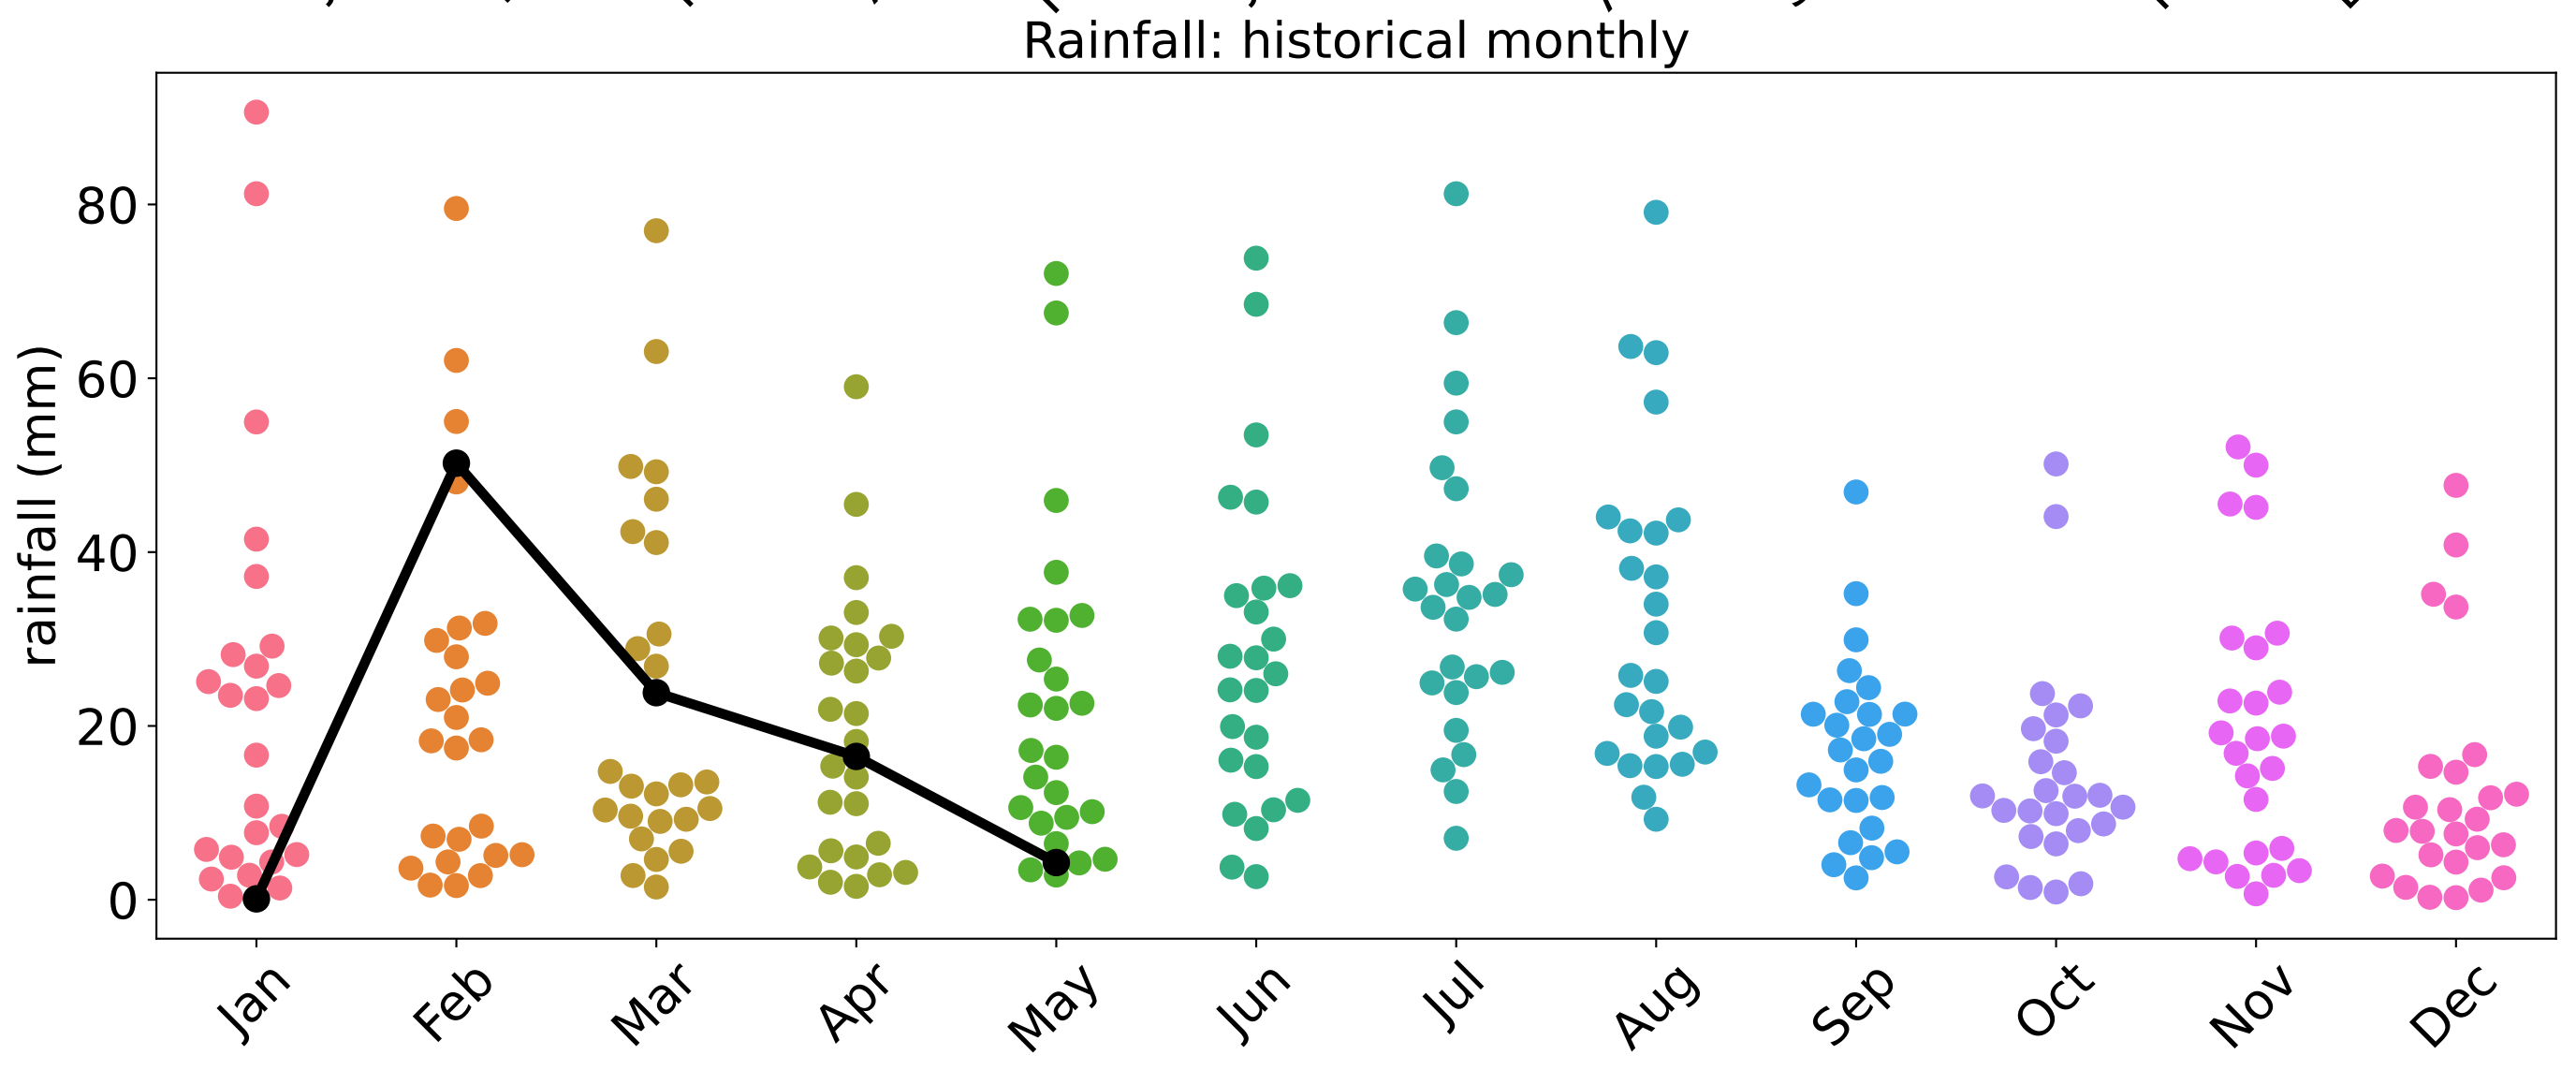 Rainfall: historical monthly
rainfall (mm)
80
60
40
20
0
Jan
Feb
Mar
Apr
May
Jun
Jul
Aug
Sep
Oct
Nov
Dec